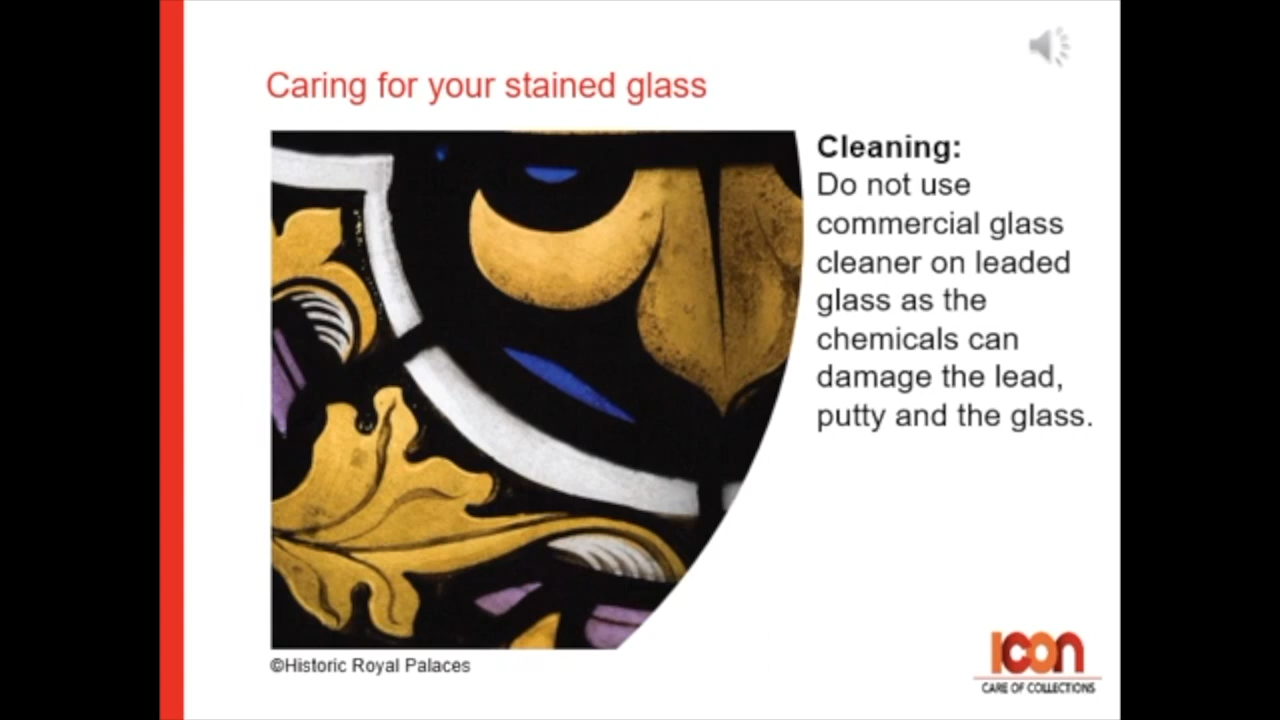 Caring for your stained glass
Cleaning:
Do not use
commercial glass
cleaner on leaded
glass as the
chemicals can
damage the lead,
putty and the glass.
©Historic Royal Palaces
Icon
CARE OF COLLECTIONS